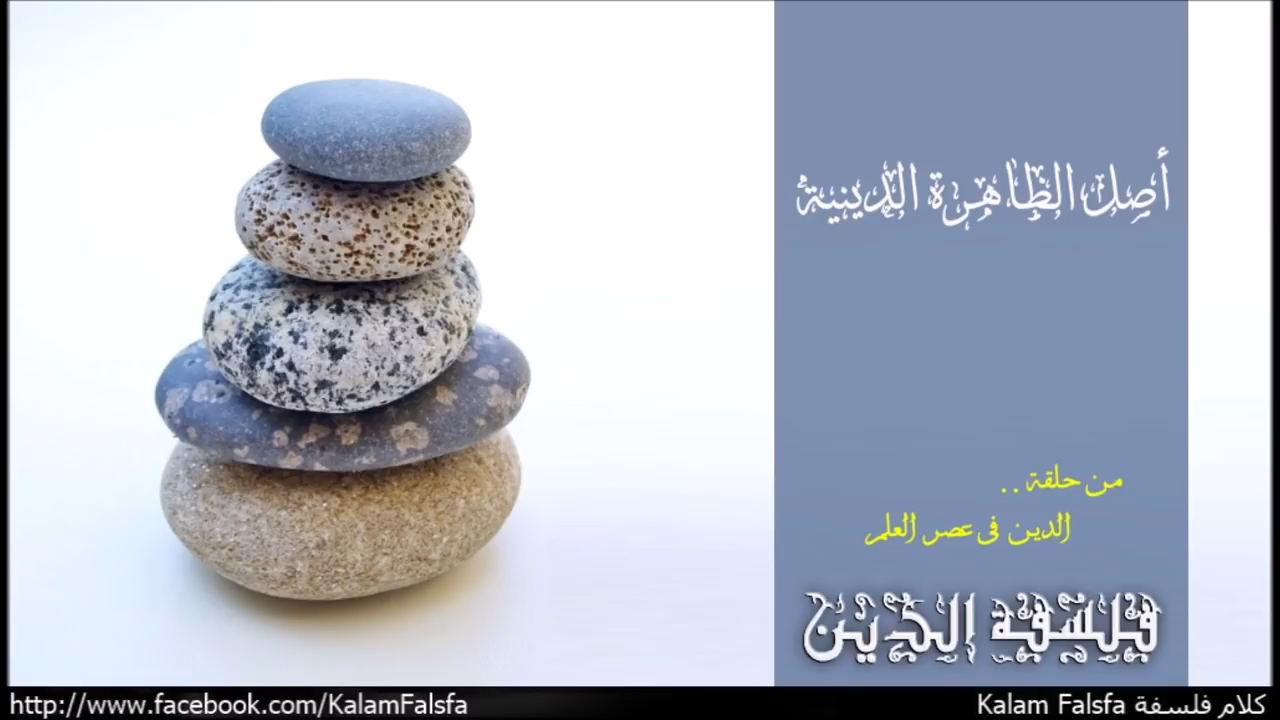 أصل الظاهرة الدينية
من حلقة ..
الدين فى عصر العلم
فلسفة الدين
http://www.facebook.com/KalamFalsfa
Kalam Falsfa كلام فلسفة